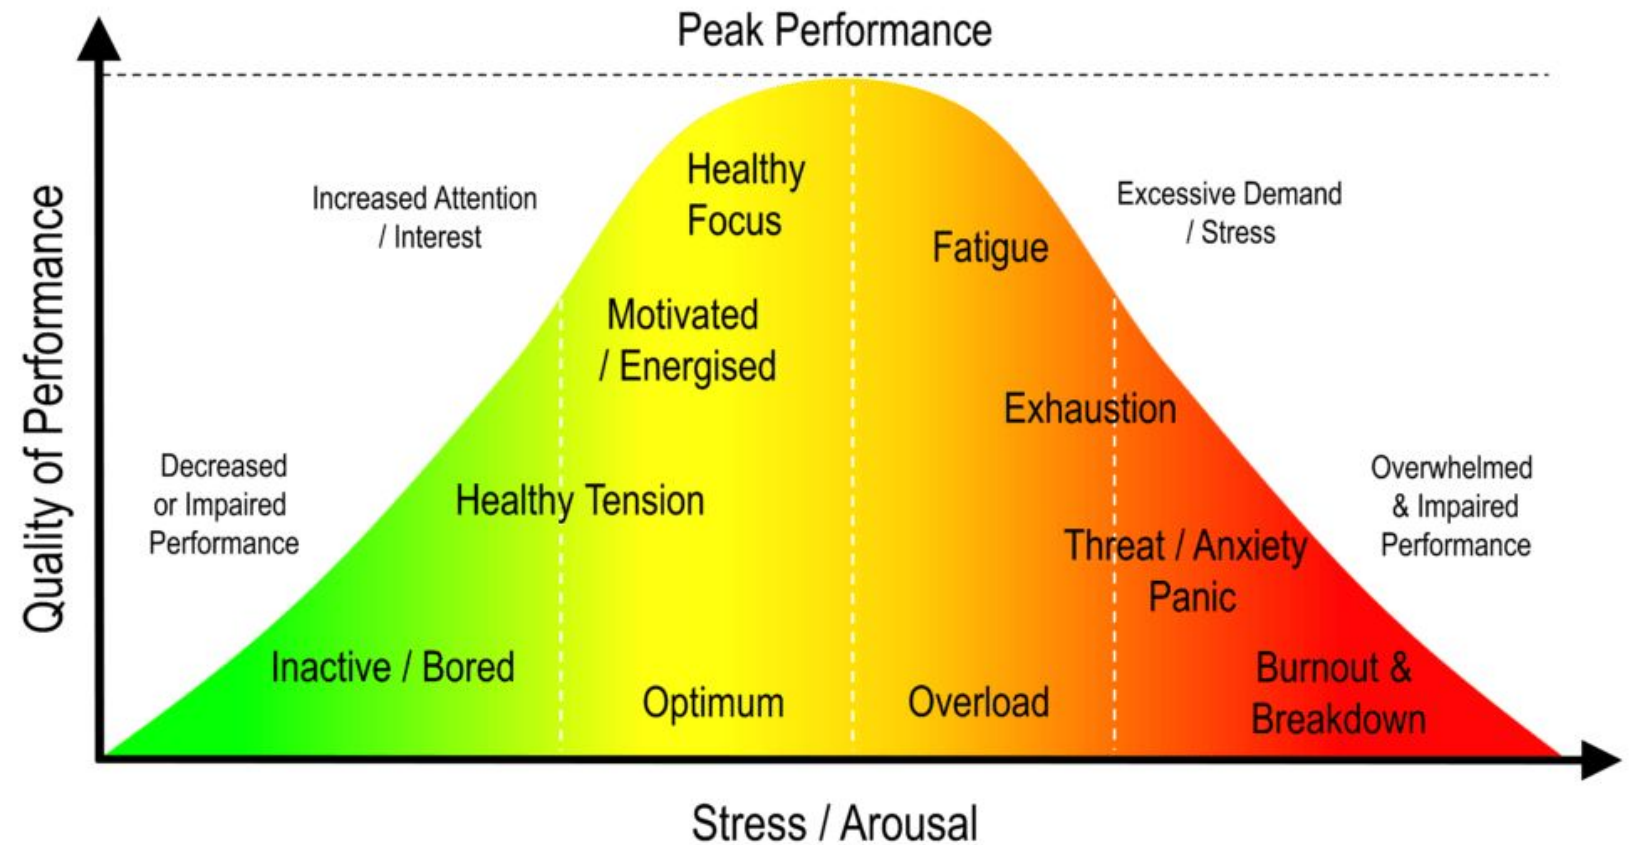 Peak Performance
Quality of Performance
Increased Attention
/ Interest
Decreased
or Impaired
Performance
Healthy
Focus
Motivated
/ Energised
Healthy Tension
Inactive / Bored
Optimum
Fatigue
Exhaustion
Overload
Excessive Demand
/ Stress
Threat / Anxiety
Panic
Overwhelmed
& Impaired
Performance
Burnout &
Breakdown
Stress / Arousal